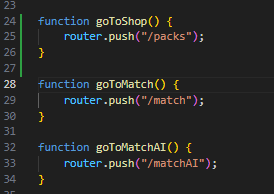 23
24 function goToShop() {
25 router.push("/packs");
26 }
27
28 function goToMatch() {
29 router.push("/match");
30 }
31
32 function goToMatchAI() {
33 router.push("/matchAI");
34 }